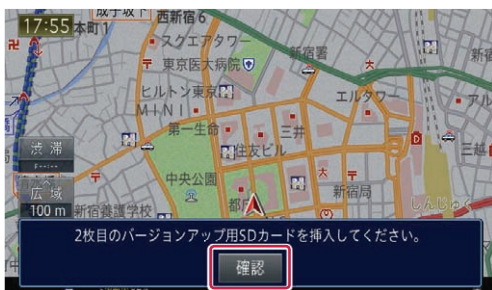 成子坂下
西新宿6
17:55
本町1
スクエアタワー
新宿署
東京医大病院
ヒルトン東京
エルタワー
MINI
第一生命
三井
渋滞
住友ビル
三越
中央公園
広域
新宿局
100m
新宿養護学校
都庁
しんじゅく
2枚目のバージョンアップ用SDカードを挿入してください。
確認